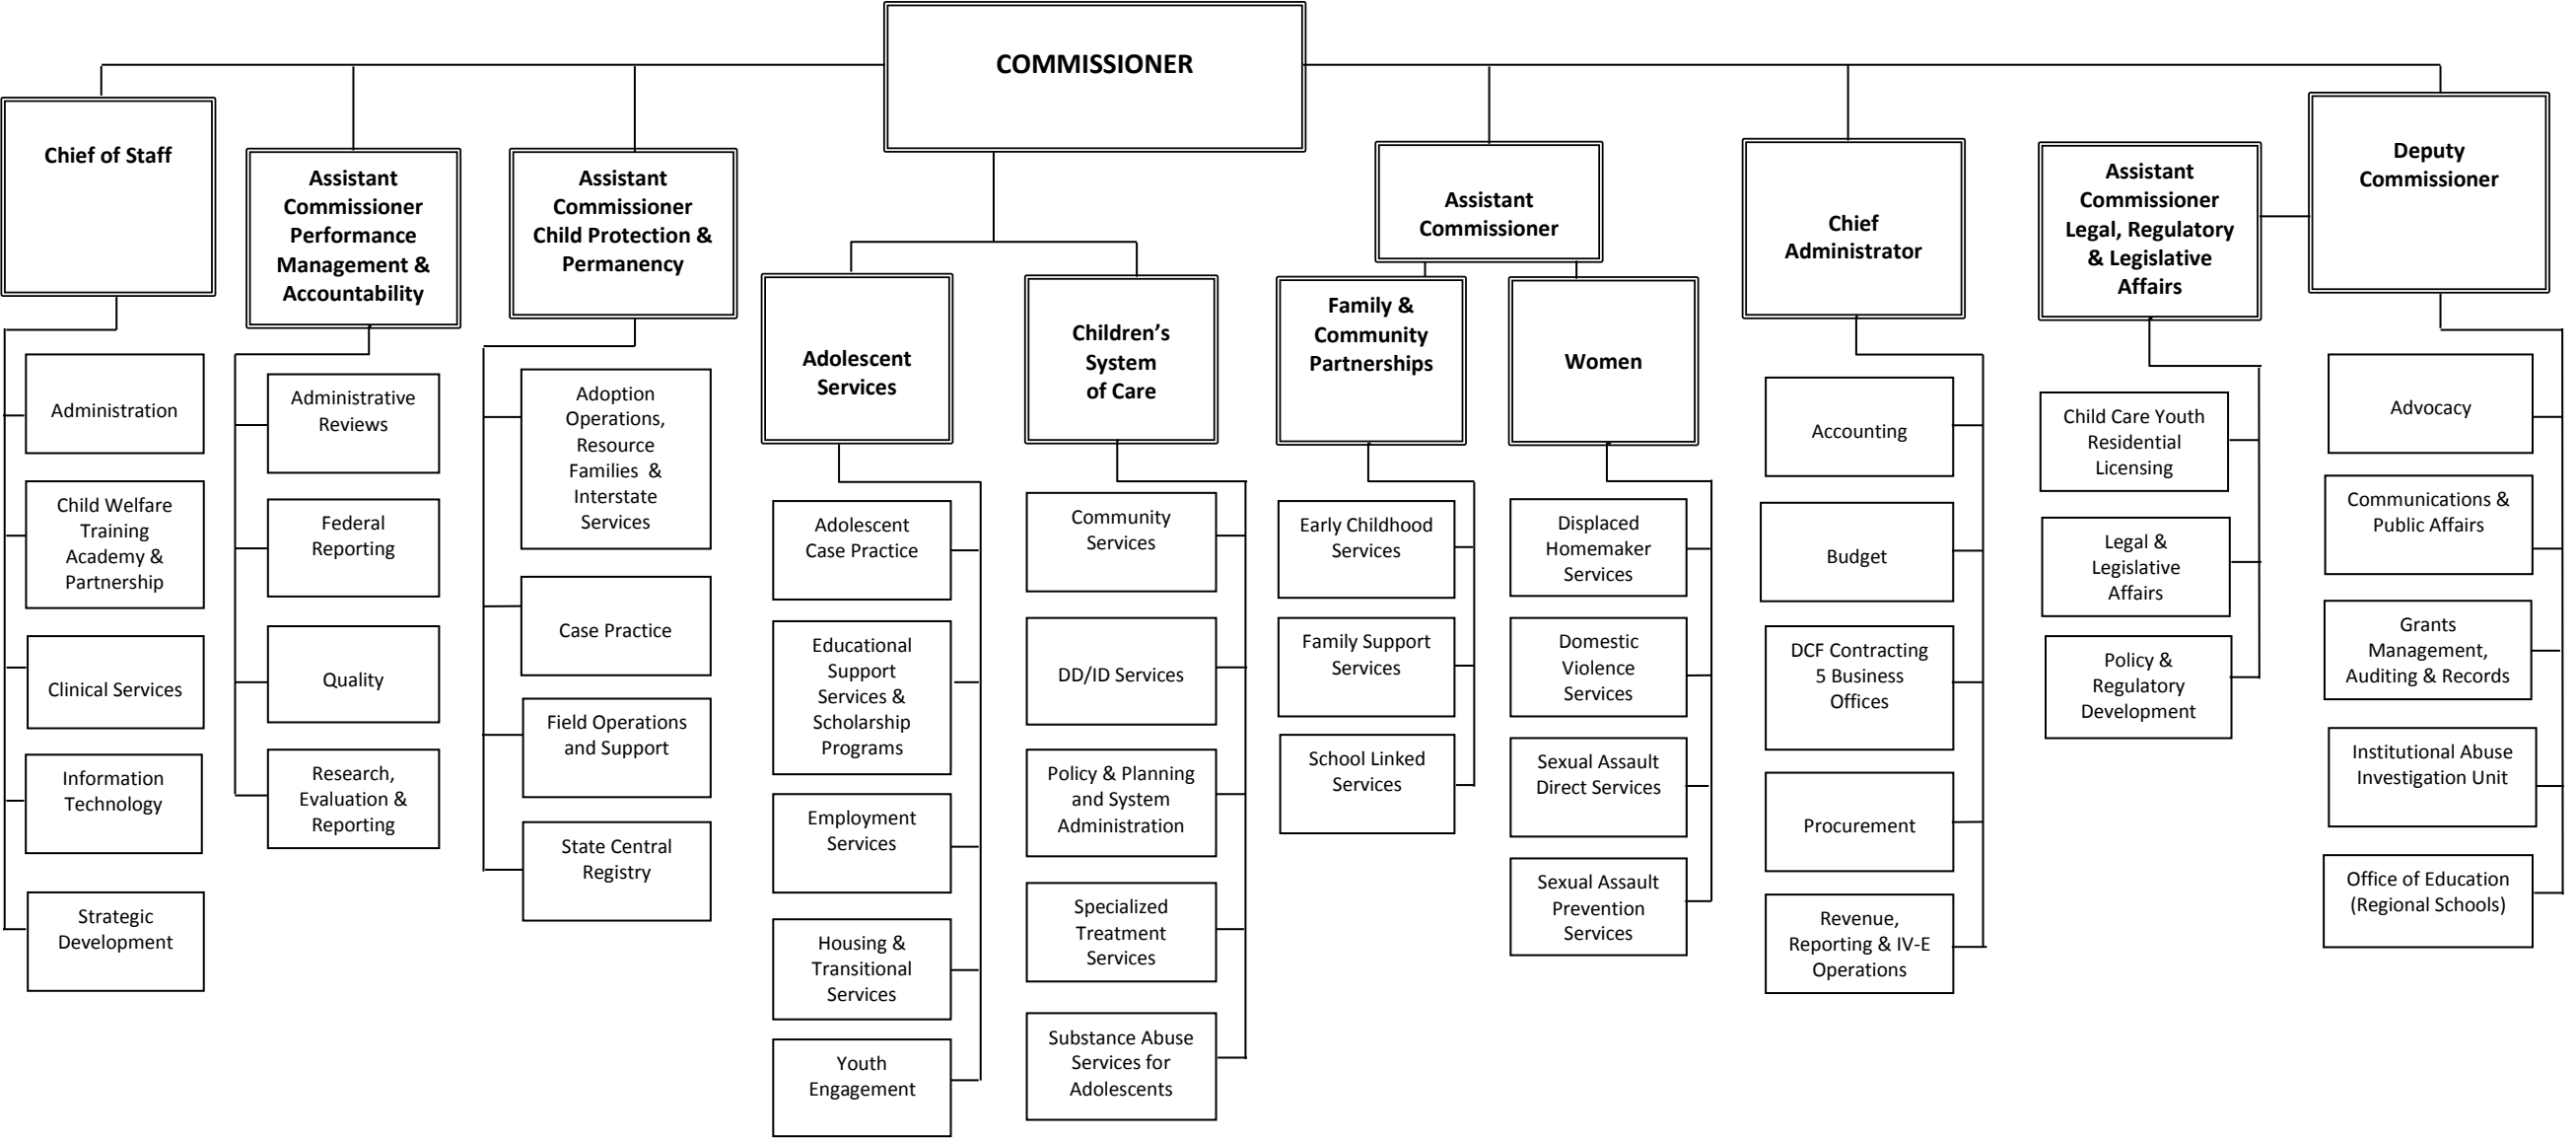 COMMISSIONER
Chief of Staff
Administration
Child Welfare
Training
Academy &
Partnership
Clinical Services
Information
Technology
Strategic
Development
Assistant
Commissioner
Performance
Management &
Accountability
Administrative
Reviews
Federal
Reporting
Quality
Research,
Evaluation &
Reporting
Assistant
Commissioner
Child Protection &
Permanency
Adoption
Operations,
Resource
Families &
Interstate
Services
Case Practice
Field Operations
and Support
State Central
Registry
Adolescent
Services
Adolescent
Case Practice
Educational
Support
Services &
Scholarship
Programs
Employment
Services
Housing &
Transitional
Services
Youth
Engagement
Children’s
System
of Care
Community
Services
DD/ID Services
Policy & Planning
and System
Administration
Specialized
Treatment
Services
Substance Abuse
Services for
Adolescents
Assistant
Commissioner
Family &
Community
Partnerships
Early Childhood
Services
Family Support
Services
School Linked
Services
Women
Displaced
Homemaker
Services
Domestic
Violence
Services
Sexual Assault
Direct Services
Sexual Assault
Prevention
Services
Chief
Administrator
Accounting
Budget
DCF Contracting
5 Business
Offices
Procurement
Revenue,
Reporting & IV-E
Operations
Assistant
Commissioner
Legal, Regulatory
& Legislative
Affairs
Child Care Youth
Residential
Licensing
Legal &
Legislative
Affairs
Policy &
Regulatory
Development
Deputy
Commissioner
Advocacy
Communications &
Public Affairs
Grants
Management,
Auditing & Records
Institutional Abuse
Investigation Unit
Office of Education
(Regional Schools)